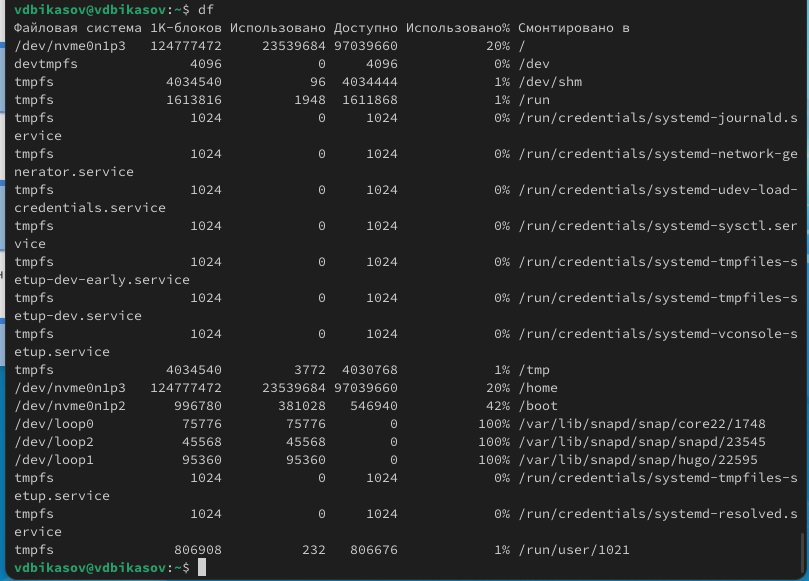 vdbikasov@vdbikasov:~$ df
Файловая система 1K-блоков Использовано Доступно Использовано% Смонтировано в
/dev/nvme0n1p3   124777472     23539684 97039660           20% /
devtmpfs              4096            0     4096            0% /dev
tmpfs              4034540           96  4034444            1% /dev/shm
tmpfs              1613816         1948  1611868            1% /run
tmpfs                 1024            0     1024            0% /run/credentials/systemd-journald.s
ervice
tmpfs                 1024            0     1024            0% /run/credentials/systemd-network-ge
nerator.service
tmpfs                 1024            0     1024            0% /run/credentials/systemd-udev-load-
credentials.service
tmpfs                 1024            0     1024            0% /run/credentials/systemd-sysctl.ser
vice
tmpfs                 1024            0     1024            0% /run/credentials/systemd-tmpfiles-s
etup-dev-early.service
tmpfs                 1024            0     1024            0% /run/credentials/systemd-tmpfiles-s
etup-dev.service
tmpfs                 1024            0     1024            0% /run/credentials/systemd-vconsole-s
etup.service
tmpfs              4034540         3772  4030768            1% /tmp
/dev/nvme0n1p3   124777472     23539684 97039660           20% /home
/dev/nvme0n1p2      996780       381028   546940           42% /boot
/dev/loop0           75776        75776        0          100% /var/lib/snapd/snap/core22/1748
/dev/loop2           45568        45568        0          100% /var/lib/snapd/snap/snapd/23545
/dev/loop1           95360        95360        0          100% /var/lib/snapd/snap/hugo/22595
tmpfs                 1024            0     1024            0% /run/credentials/systemd-tmpfiles-s
etup.service
tmpfs                 1024            0     1024            0% /run/credentials/systemd-resolved.s
ervice
tmpfs               806908          232   806676            1% /run/user/1021
vdbikasov@vdbikasov:~$